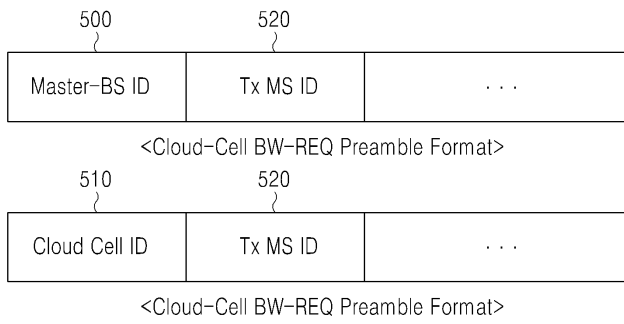 500 520
Master-BS ID Tx MS ID · · ·
<Cloud-Cell BW-REQ Preamble Format>
510 520
Cloud Cell ID Tx MS ID · · ·
<Cloud-Cell BW-REQ Preamble Format>